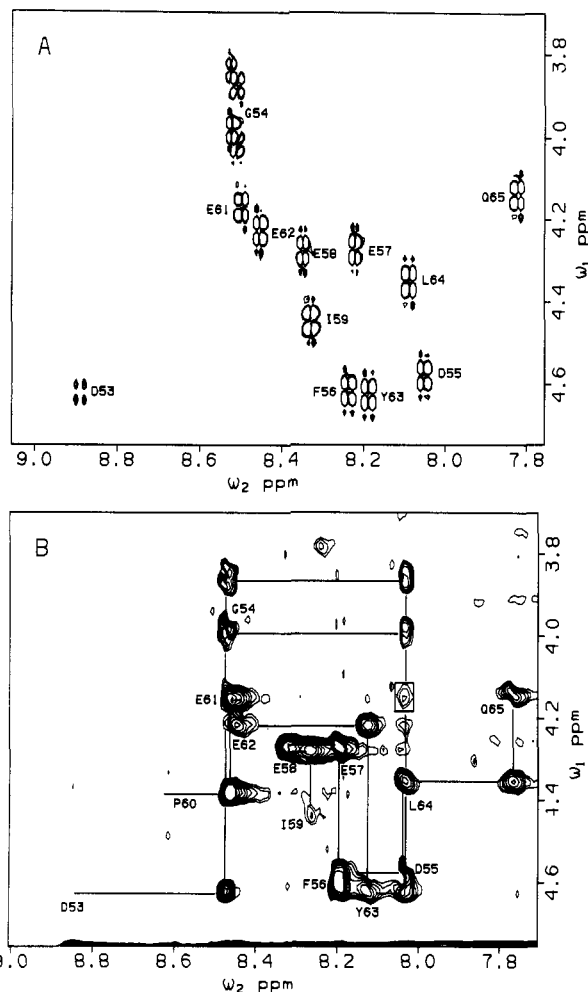 A
3.8
G54
4.0
E61
Q65
E62
4.2
E58
E57
L64
I59
4.4
D55
D53
F56
Y63
4.6
ω₁ ppm
9.0
8.8
8.6
8.4
8.2
8.0
7.8
ω₂ ppm
B
3.8
G54
4.0
E61
Q65
E62
4.2
E58
E57
L64
P60
4.4
I59
D55
F56
4.6
D53
Y63
ω₁ ppm
9.0
8.8
8.6
8.4
8.2
8.0
7.8
ω₂ ppm